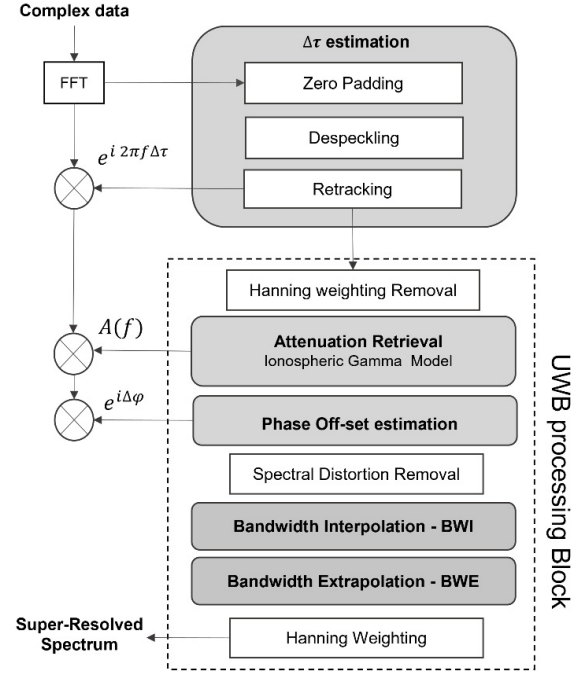 Complex data
FFT
Δτ estimation
Zero Padding
Despeckling
Retracking
e^{i 2πfΔτ}
Hanning weighting Removal
A(f)
Attenuation Retrieval
Ionospheric Gamma Model
e^{iΔφ}
Phase Off-set estimation
Spectral Distortion Removal
Bandwidth Interpolation - BWI
Bandwidth Extrapolation - BWE
Hanning Weighting
Super-Resolved
Spectrum
UWB processing Block